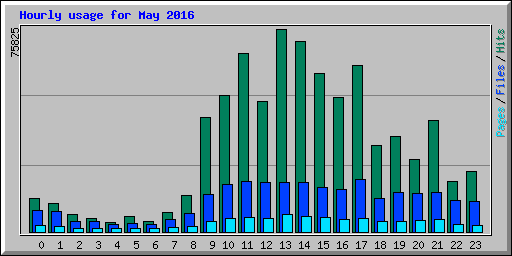 Hourly usage for May 2016
75825
Pages/Files/Hits
0 1 2 3 4 5 6 7 8 9 10 11 12 13 14 15 16 17 18 19 20 21 22 23